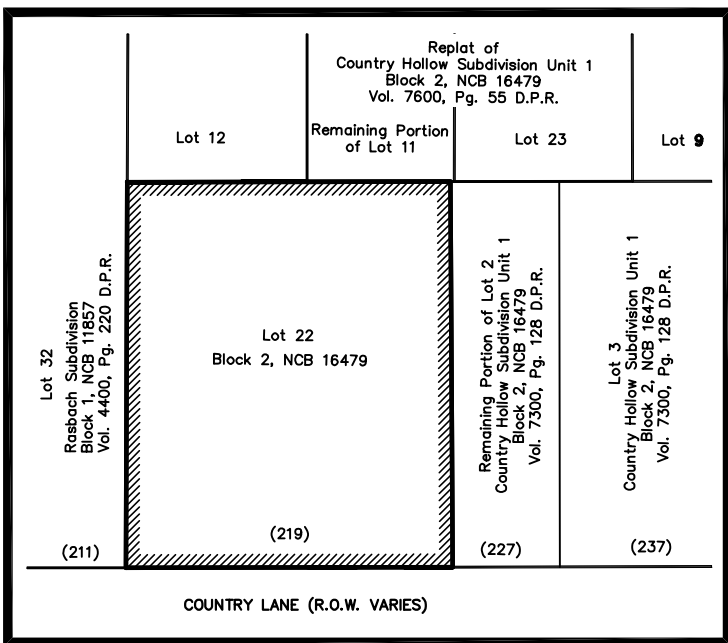 Replat of
Country Hollow Subdivision Unit 1
Block 2, NCB 16479
Vol. 7600, Pg. 55 D.P.R.
Lot 12
Remaining Portion
of Lot 11
Lot 23
Lot 9
Lot 32
Rasbach Subdivision
Block 1, NCB 11857
Vol. 4400, Pg. 220 D.P.R.
Lot 22
Block 2, NCB 16479
Remaining Portion of Lot 2
Country Hollow Subdivision Unit 1
Block 2, NCB 16479
Vol. 7300, Pg. 128 D.P.R.
Lot 3
Country Hollow Subdivision Unit 1
Block 2, NCB 16479
Vol. 7300, Pg. 128 D.P.R.
(211)
(219)
(227)
(237)
COUNTRY LANE (R.O.W. VARIES)